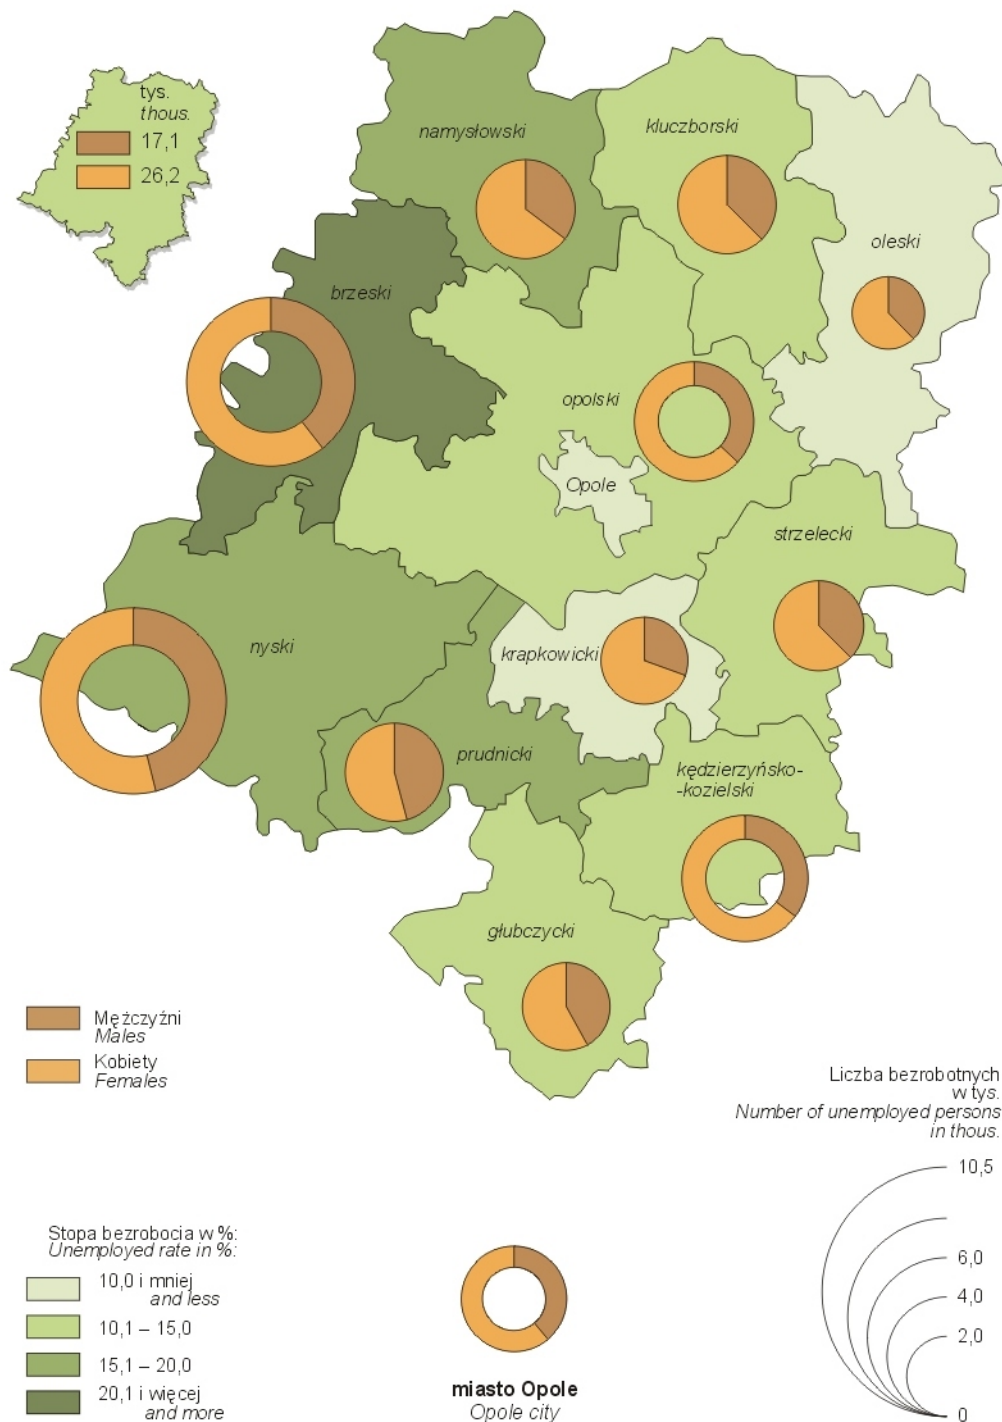 tys.
thous.
17,1
26,2
namysłowski
kluczborski
oleski
brzeski
opolski
Opole
strzelecki
nyski
krapkowicki
prudnicki
kędzierzyńsko-
-kozielski
głubczycki
Mężczyźni
Males
Kobiety
Females
Liczba bezrobotnych
w tys.
Number of unemployed persons
in thous.
10,5
6,0
4,0
2,0
0
Stopa bezrobocia w %:
Unemployed rate in %:
10,0 i mniej
and less
10,1 – 15,0
15,1 – 20,0
20,1 i więcej
and more
miasto Opole
Opole city